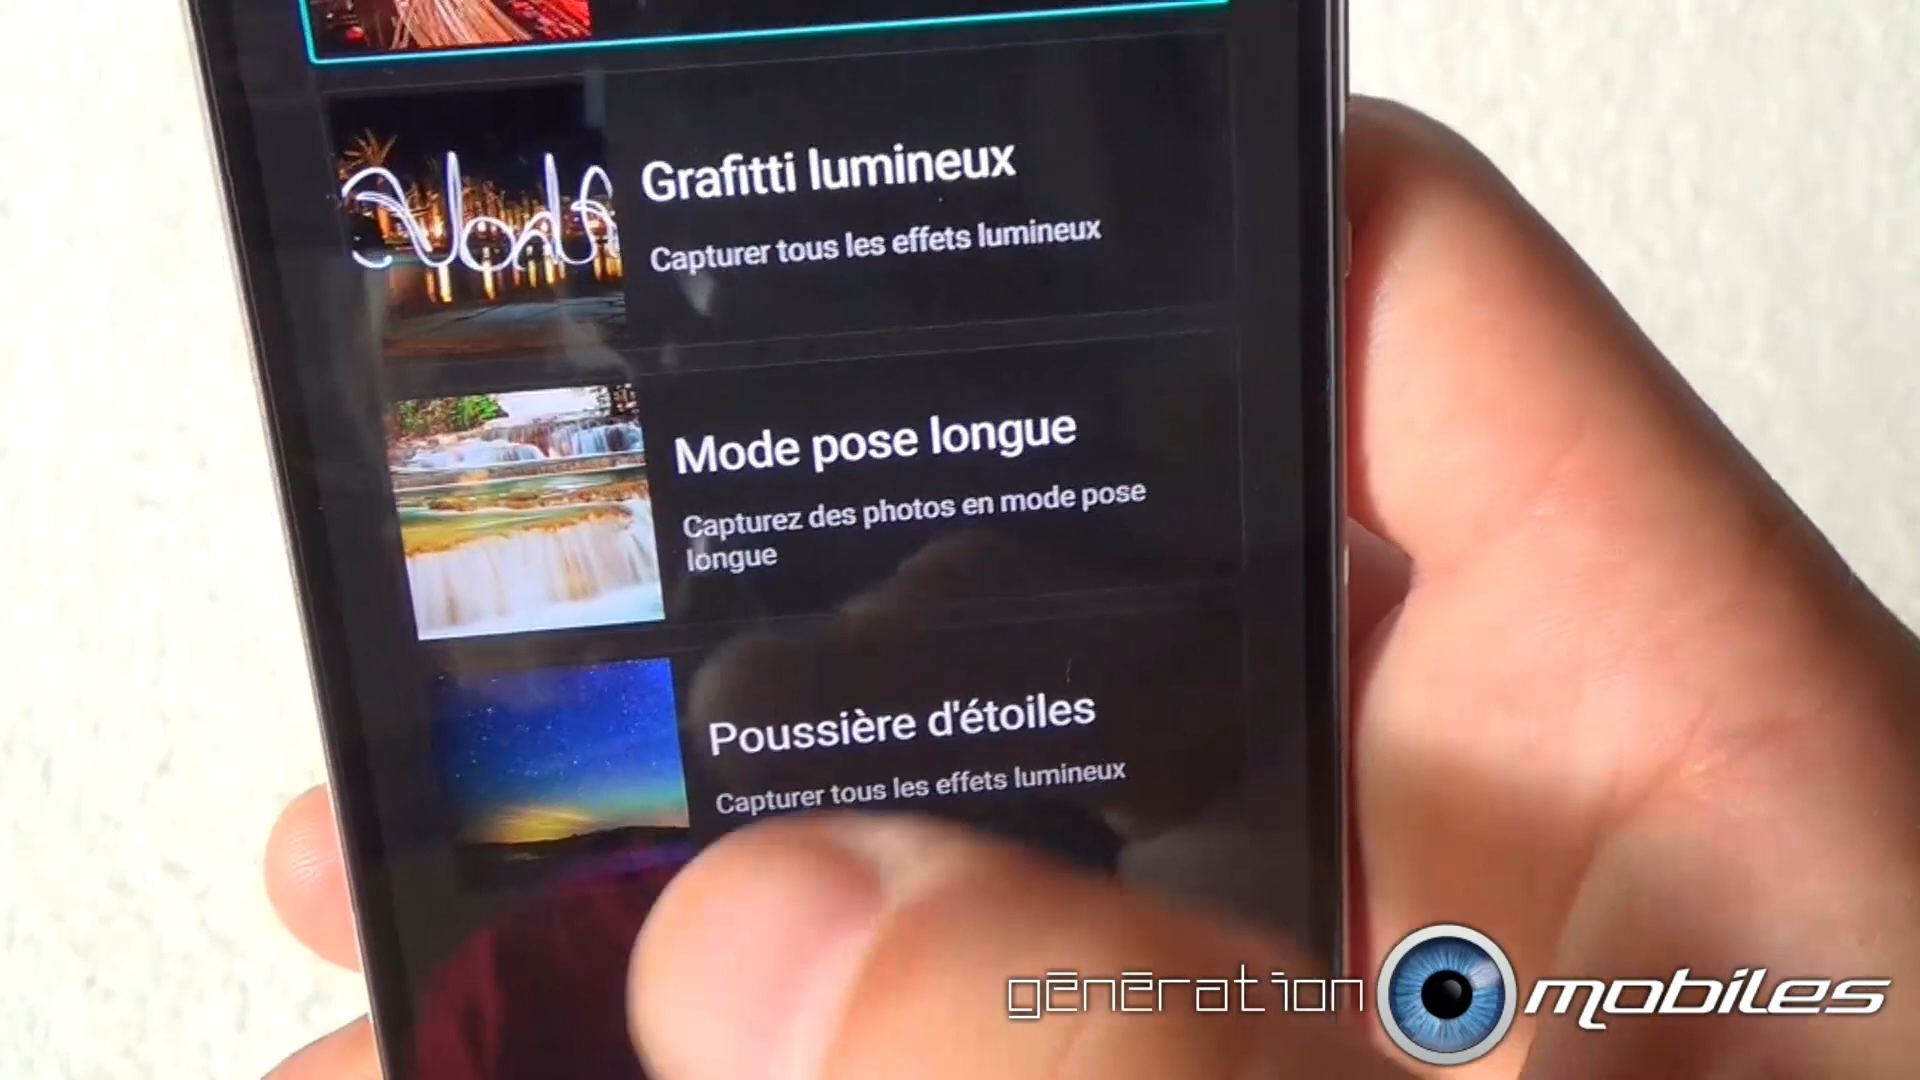 Grafitti lumineux
Capturer tous les effets lumineux
Mode pose longue
Capturez des photos en mode pose
longue
Poussière d'étoiles
Capturer tous les effets lumineux
génération mobiles